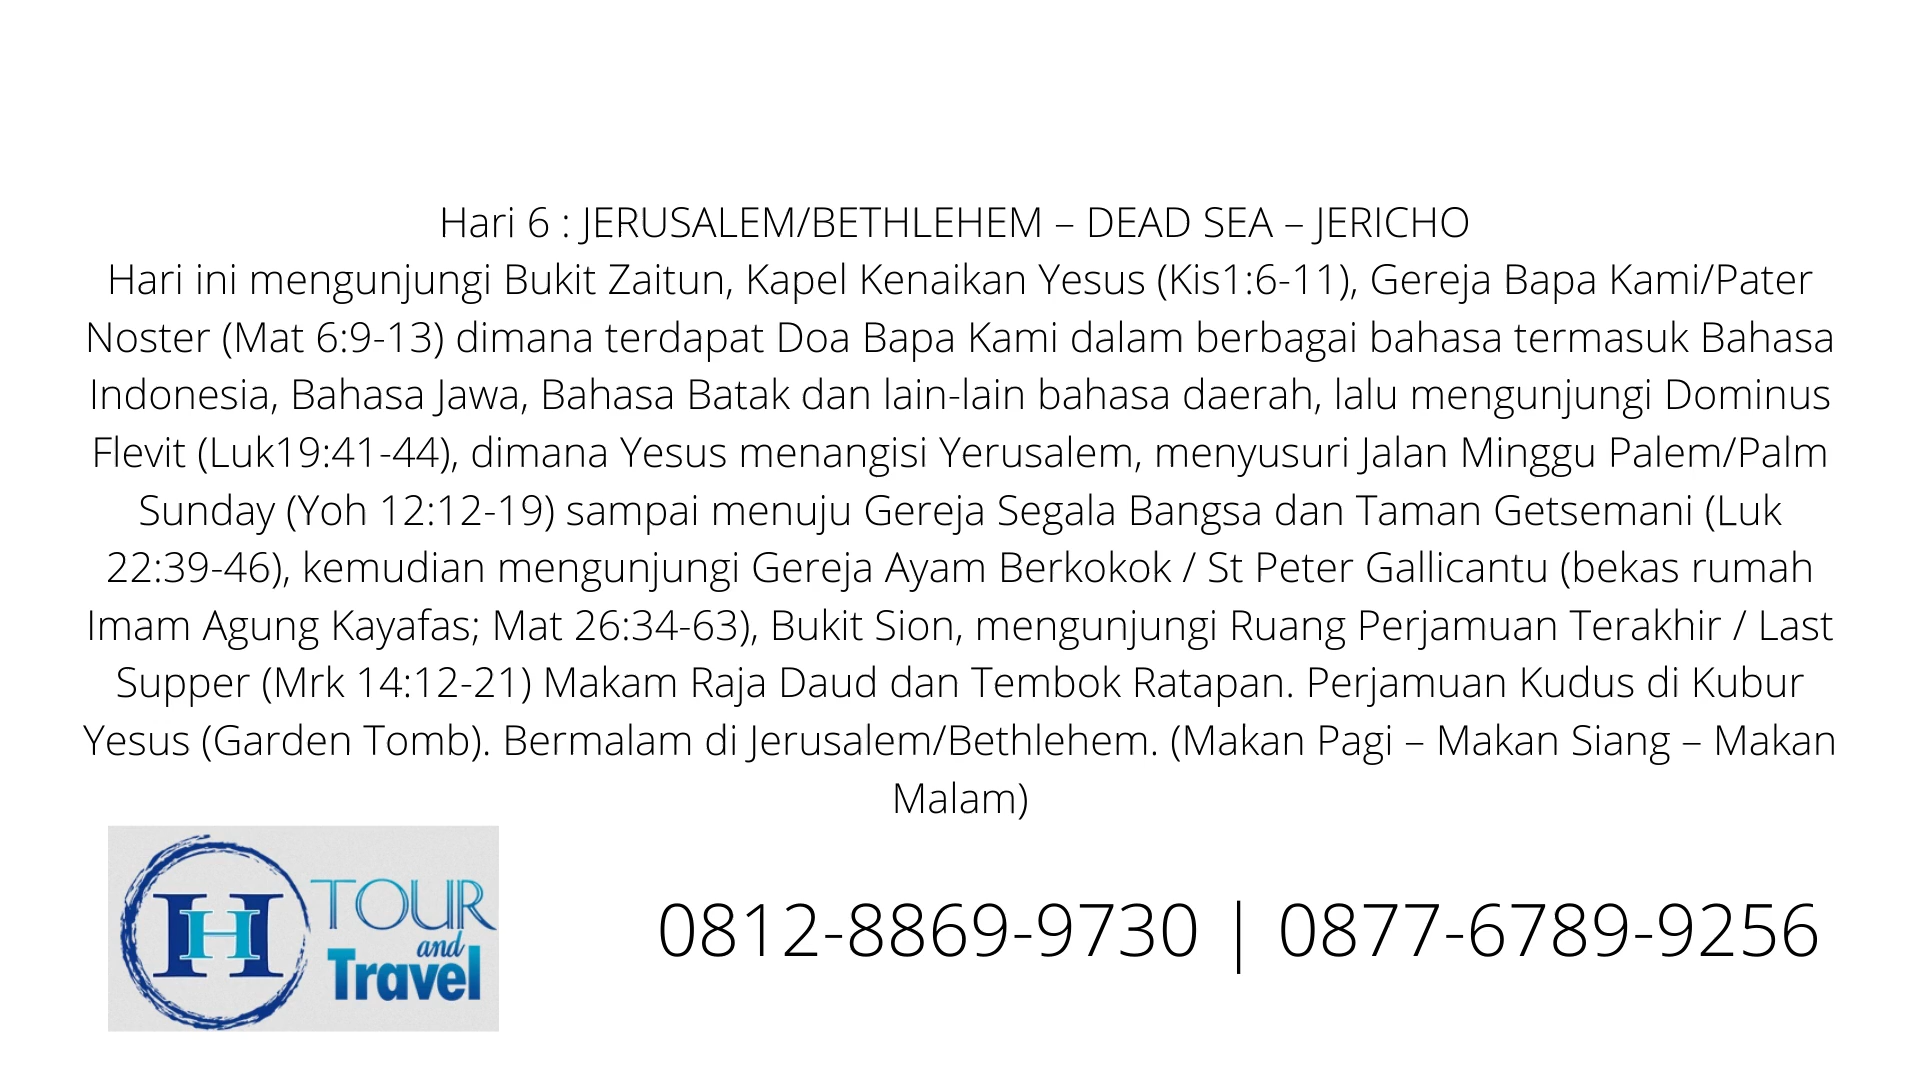 Hari 6 : JERUSALEM/BETHLEHEM – DEAD SEA – JERICHO
Hari ini mengunjungi Bukit Zaitun, Kapel Kenaikan Yesus (Kis1:6-11), Gereja Bapa Kami/Pater
Noster (Mat 6:9-13) dimana terdapat Doa Bapa Kami dalam berbagai bahasa termasuk Bahasa
Indonesia, Bahasa Jawa, Bahasa Batak dan lain-lain bahasa daerah, lalu mengunjungi Dominus
Flevit (Luk19:41-44), dimana Yesus menangisi Yerusalem, menyusuri Jalan Minggu Palem/Palm
Sunday (Yoh 12:12-19) sampai menuju Gereja Segala Bangsa dan Taman Getsemani (Luk
22:39-46), kemudian mengunjungi Gereja Ayam Berkokok / St Peter Gallicantu (bekas rumah
Imam Agung Kayafas; Mat 26:34-63), Bukit Sion, mengunjungi Ruang Perjamuan Terakhir / Last
Supper (Mrk 14:12-21) Makam Raja Daud dan Tembok Ratapan. Perjamuan Kudus di Kubur
Yesus (Garden Tomb). Bermalam di Jerusalem/Bethlehem. (Makan Pagi – Makan Siang – Makan
Malam)
HH TOUR
and
Travel
0812-8869-9730 | 0877-6789-9256